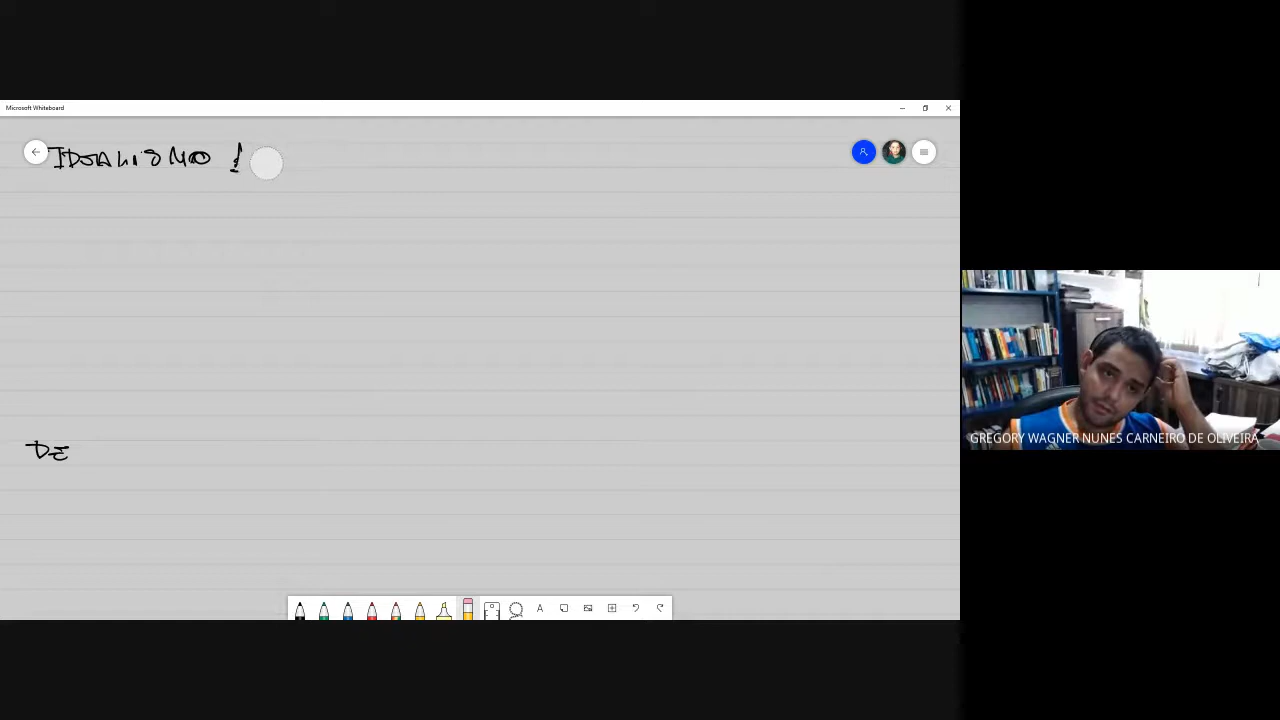 Microsoft Whiteboard
IDEALISMO
DE
A
GREGORY WAGNER NUNES CARNEIRO DE OLIVEIRA